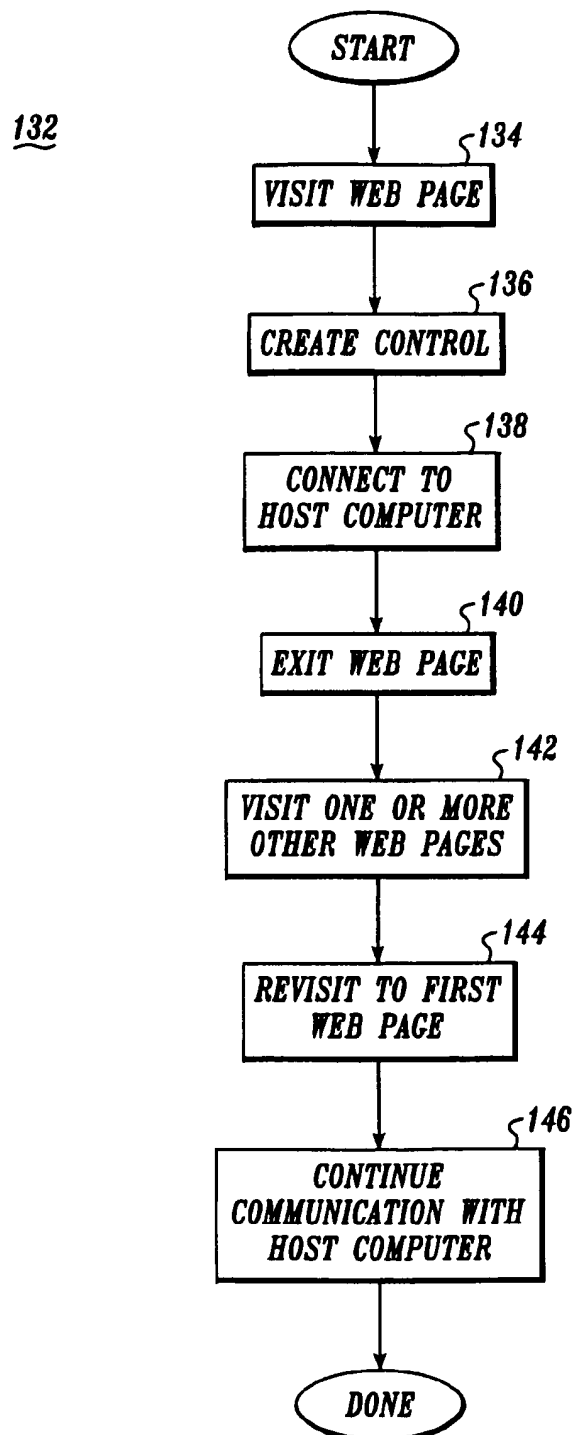 START
132
134
VISIT WEB PAGE
136
CREATE CONTROL
138
CONNECT TO
HOST COMPUTER
140
EXIT WEB PAGE
142
VISIT ONE OR MORE
OTHER WEB PAGES
144
REVISIT TO FIRST
WEB PAGE
146
CONTINUE
COMMUNICATION WITH
HOST COMPUTER
DONE